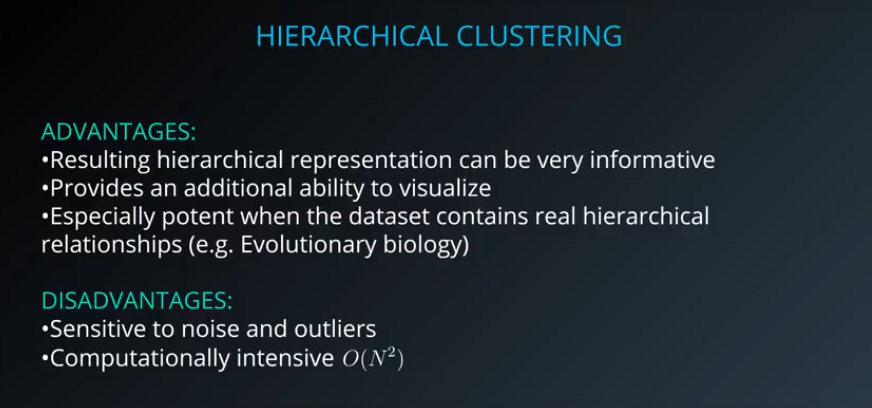 HIERARCHICAL CLUSTERING
ADVANTAGES:
•Resulting hierarchical representation can be very informative
•Provides an additional ability to visualize
•Especially potent when the dataset contains real hierarchical
relationships (e.g. Evolutionary biology)
DISADVANTAGES:
•Sensitive to noise and outliers
•Computationally intensive O(N²)